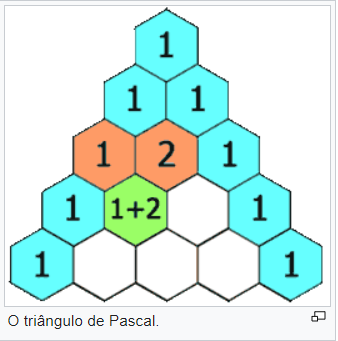 1
1 1
1 2 1
1 1+2 1
1 1
O triângulo de Pascal.